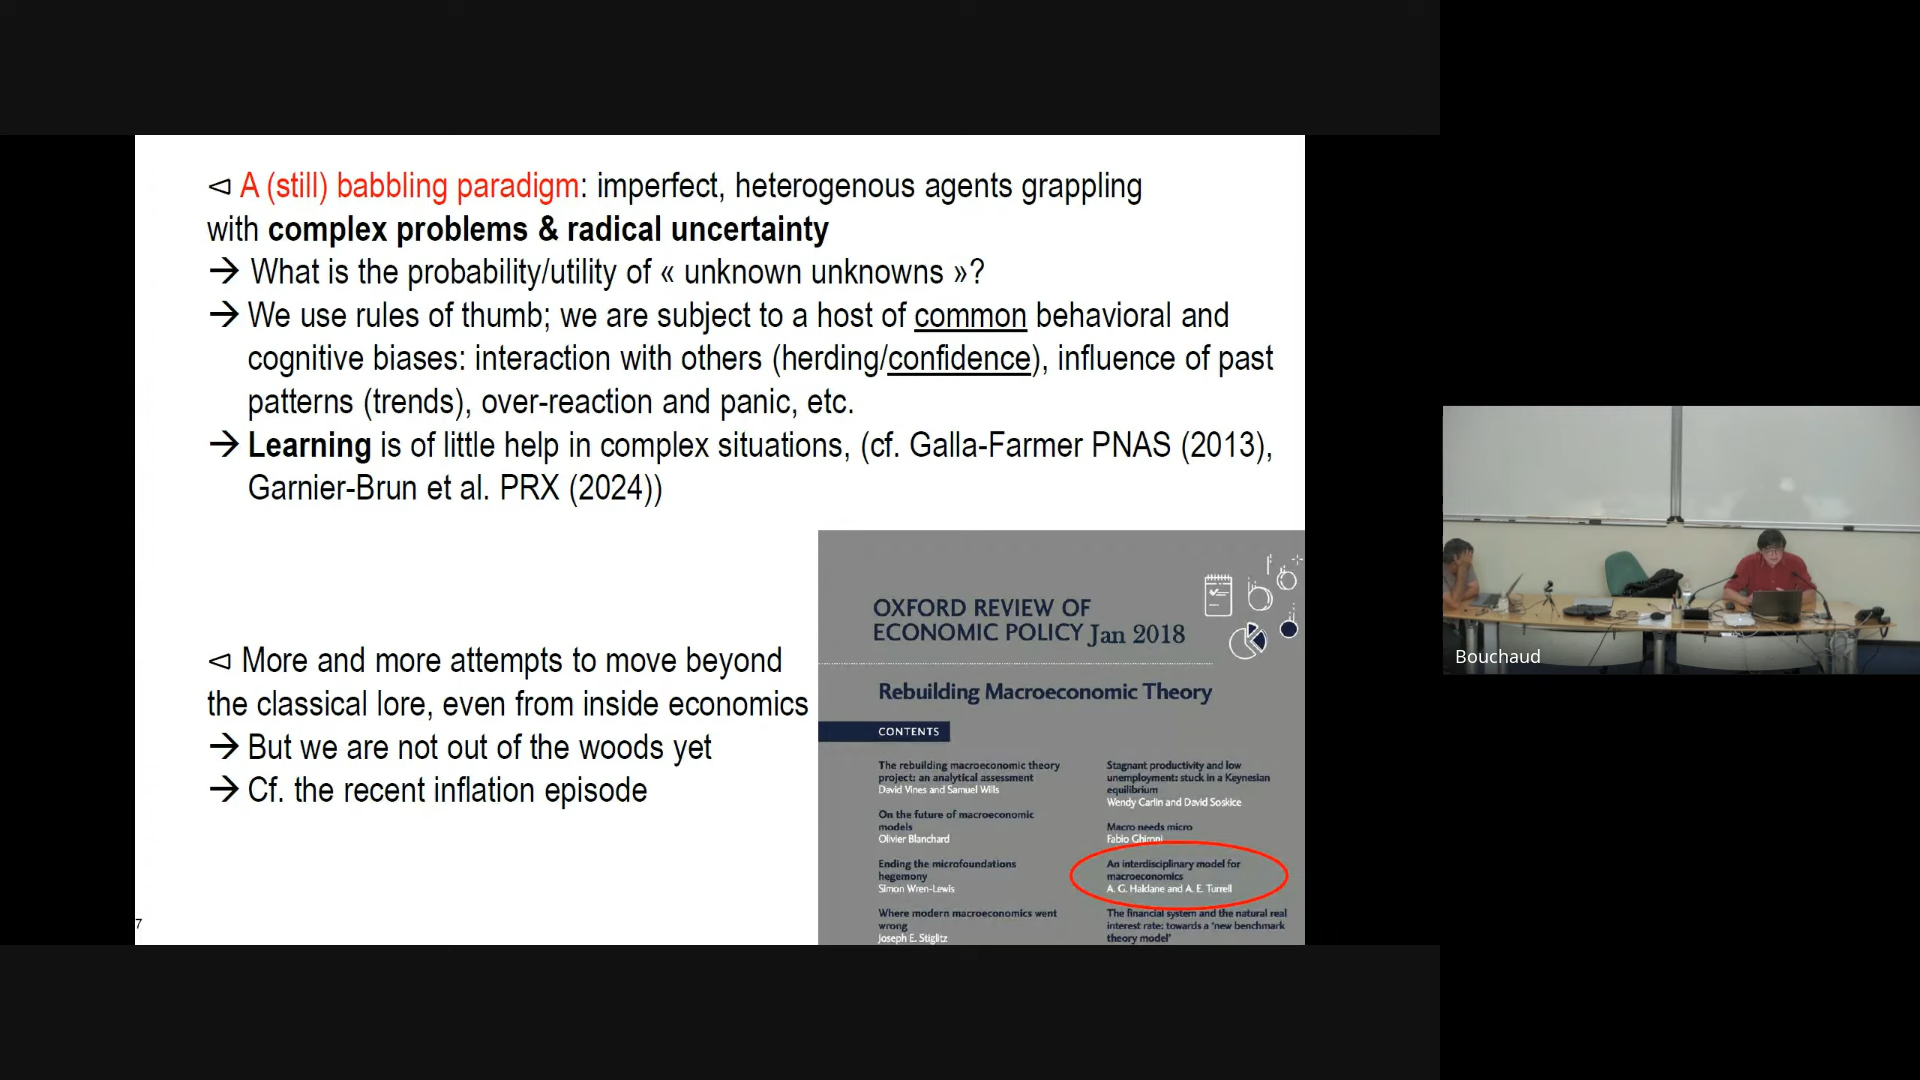 ⊲ A (still) babbling paradigm: imperfect, heterogenous agents grappling
with complex problems & radical uncertainty
→ What is the probability/utility of « unknown unknowns »?
→ We use rules of thumb; we are subject to a host of common behavioral and
cognitive biases: interaction with others (herding/confidence), influence of past
patterns (trends), over-reaction and panic, etc.
→ Learning is of little help in complex situations, (cf. Galla-Farmer PNAS (2013),
Garnier-Brun et al. PRX (2024))
⊲ More and more attempts to move beyond
the classical lore, even from inside economics
→ But we are not out of the woods yet
→ Cf. the recent inflation episode
7
OXFORD REVIEW OF
ECONOMIC POLICY Jan 2018
Rebuilding Macroeconomic Theory
CONTENTS
The rebuilding macroeconomic theory
project: an analytical assessment
David Vines and Samuel Wills
On the future of macroeconomic
models
Olivier Blanchard
Ending the microfoundations
hegemony
Simon Wren-Lewis
Where modern macroeconomics went
wrong
Joseph E. Stiglitz
Stagnant productivity and low
unemployment: stuck in a Keynesian
equilibrium
Wendy Carlin and David Soskice
Macro needs micro
Fabio Ghironi
An interdisciplinary model for
macroeconomics
A. G. Haldane and A. E. Turrell
The financial system and the natural real
interest rate: towards a 'new benchmark
theory model'
Bouchaud